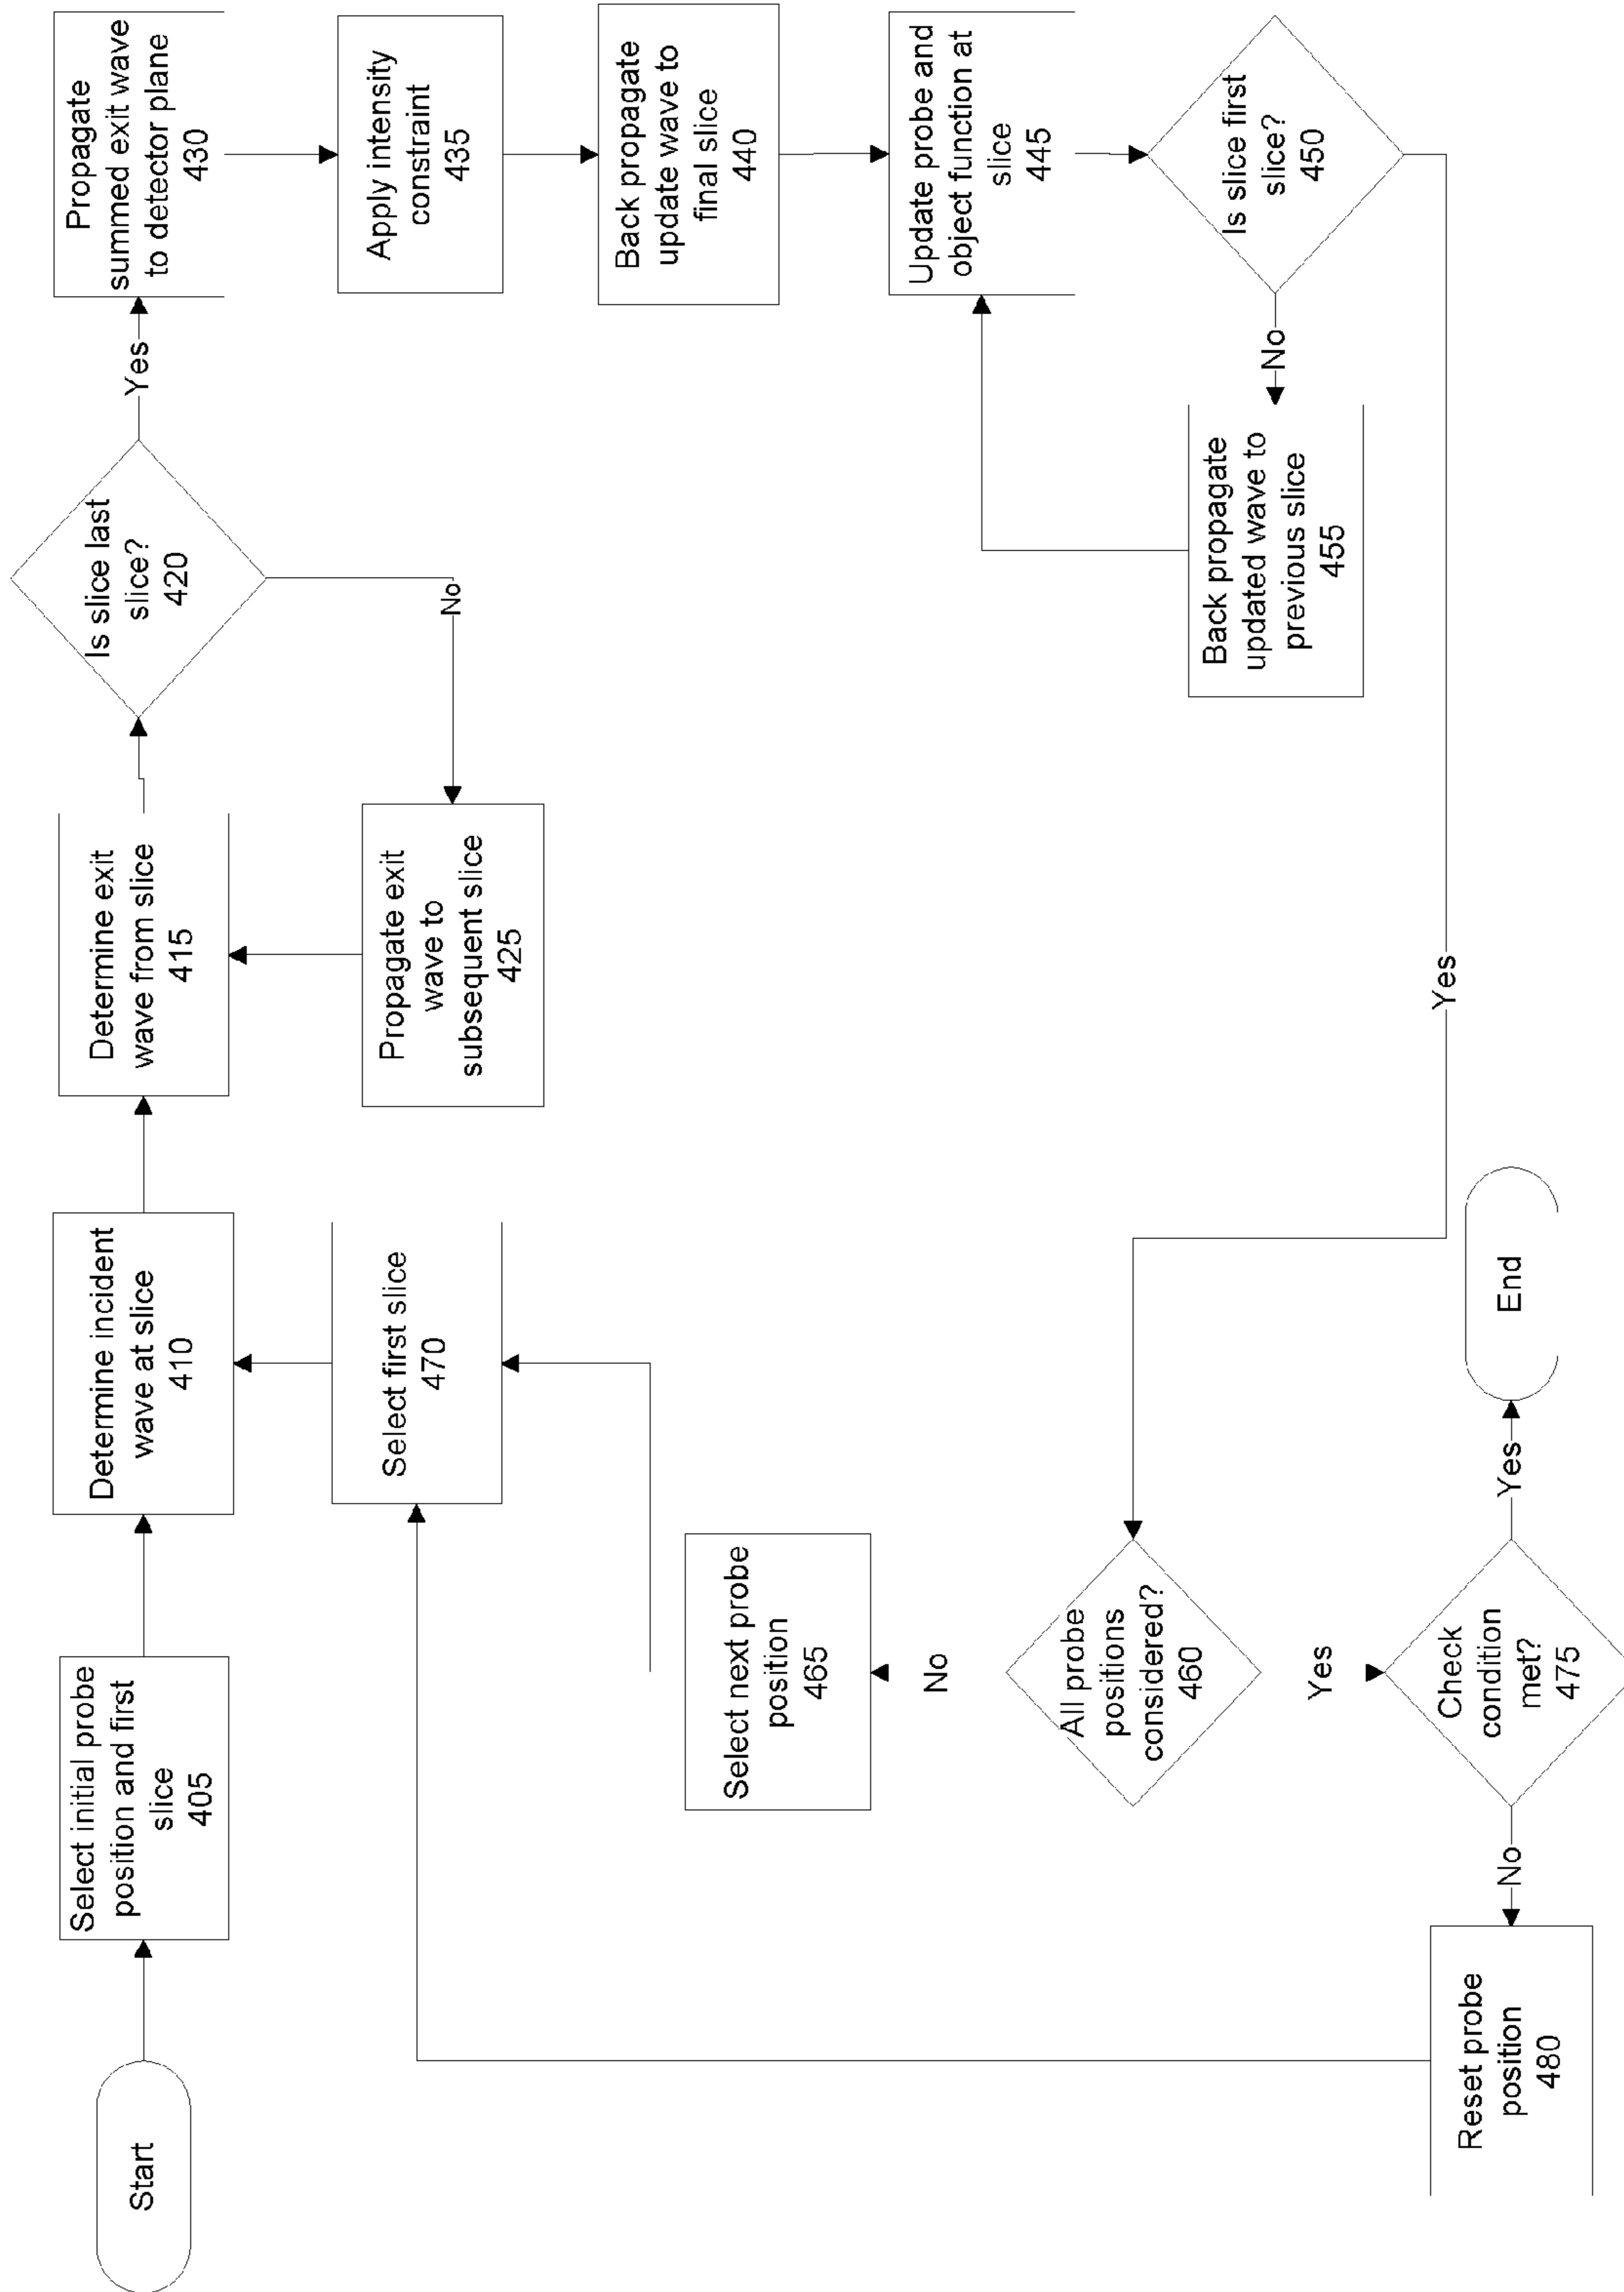 Start
Select initial probe
position and first
slice
405
Determine incident
wave at slice
410
Determine exit
wave from slice
415
Is slice last
slice?
420
Yes
No
Propagate exit
wave to
subsequent slice
425
Propagate
summed exit wave
to detector plane
430
Apply intensity
constraint
435
Back propagate
update wave to
final slice
440
Update probe and
object function at
slice
445
Is slice first
slice?
450
No
Back propagate
updated wave to
previous slice
455
Yes
All probe
positions
considered?
460
No
Select next probe
position
465
Select first slice
470
Yes
Check
condition
met?
475
Yes
End
No
Reset probe
position
480